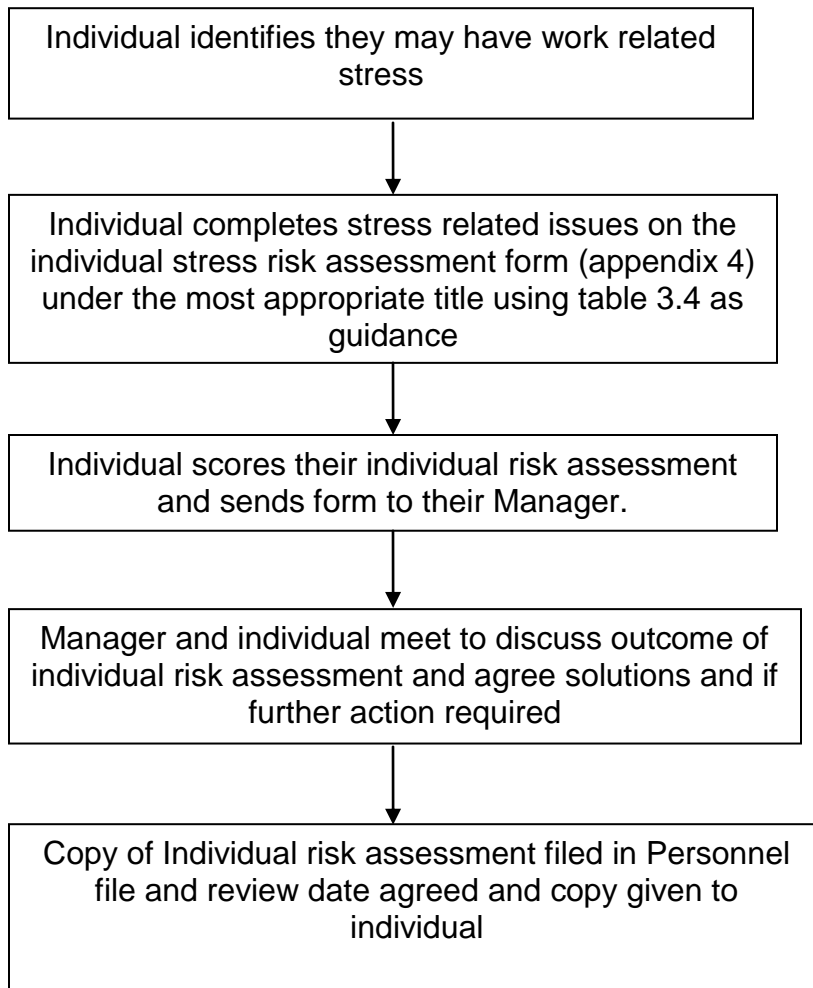 Individual identifies they may have work related
stress
Individual completes stress related issues on the
individual stress risk assessment form (appendix 4)
under the most appropriate title using table 3.4 as
guidance
Individual scores their individual risk assessment
and sends form to their Manager.
Manager and individual meet to discuss outcome of
individual risk assessment and agree solutions and if
further action required
Copy of Individual risk assessment filed in Personnel
file and review date agreed and copy given to
individual